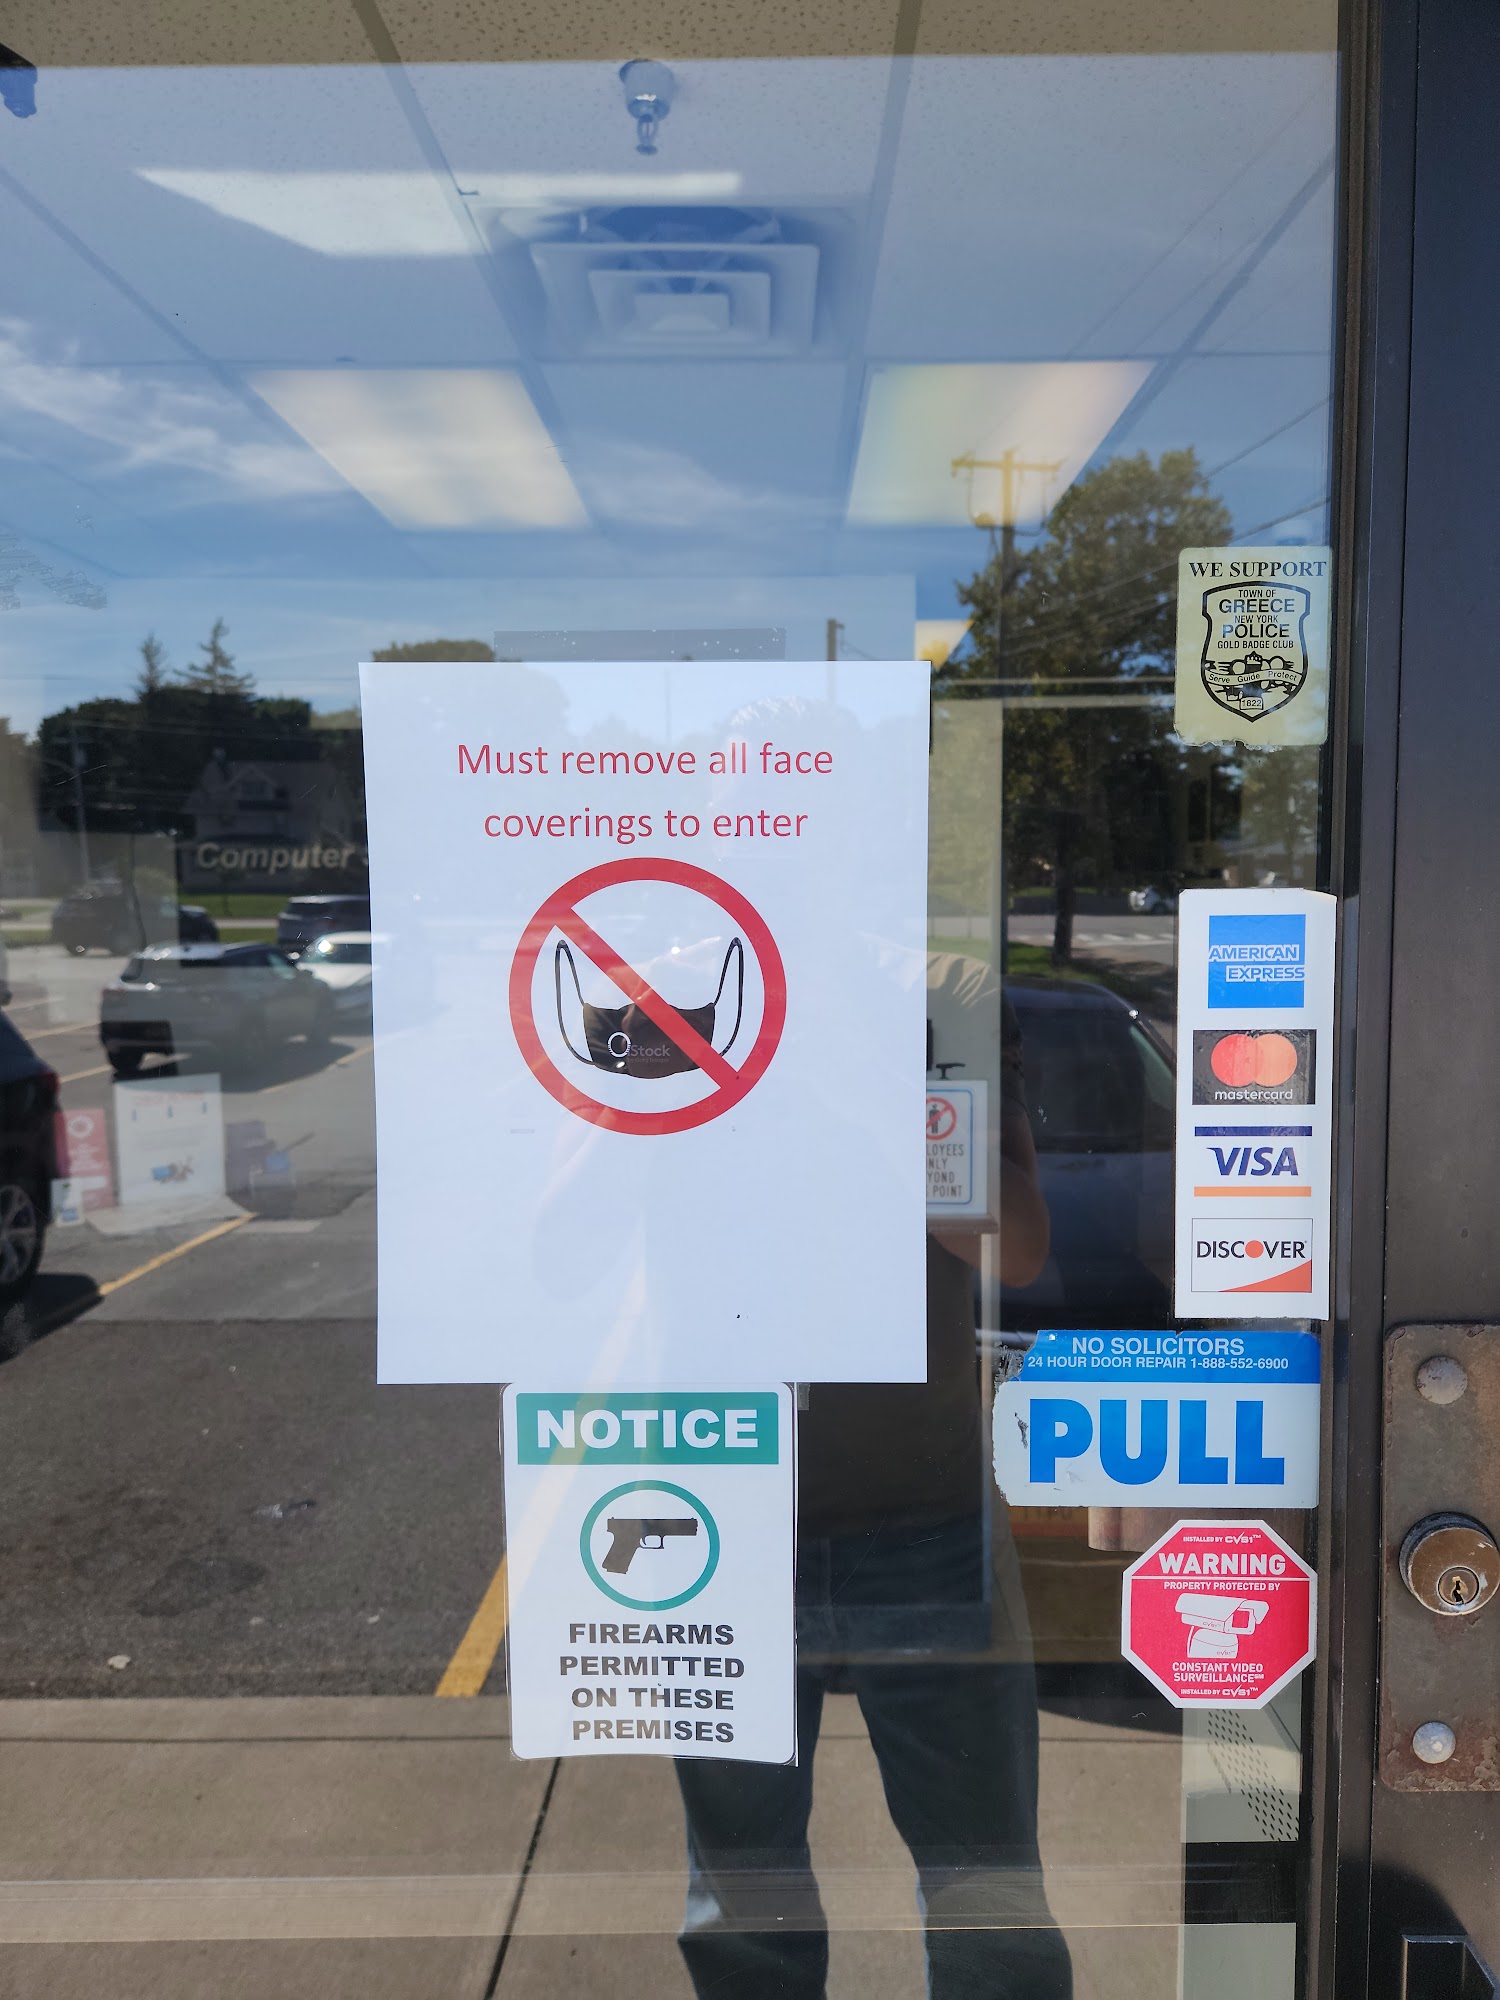 WE SUPPORT
TOWN OF
GREECE
NEW YORK
POLICE
GOLD BADGE CLUB
Serve Guide Protect
1822
Must remove all face
coverings to enter
iStock
Computer
AMERICAN
EXPRESS
mastercard
VISA
DISCOVER
POINT
NO SOLICITORS
24 HOUR DOOR REPAIR 1-888-552-6900
PULL
NOTICE
FIREARMS
PERMITTED
ON THESE
PREMISES
INSTALLED BY CVS1™
WARNING
PROPERTY PROTECTED BY
CONSTANT VIDEO
SURVEILLANCE
INSTALLED BY CVS1™